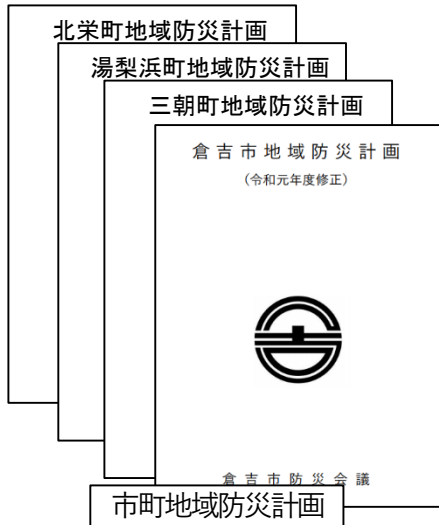 北栄町地域防災計画
湯梨浜町地域防災計画
三朝町地域防災計画
倉吉市地域防災計画
（令和元年度修正）
倉吉市防災会議
市町地域防災計画